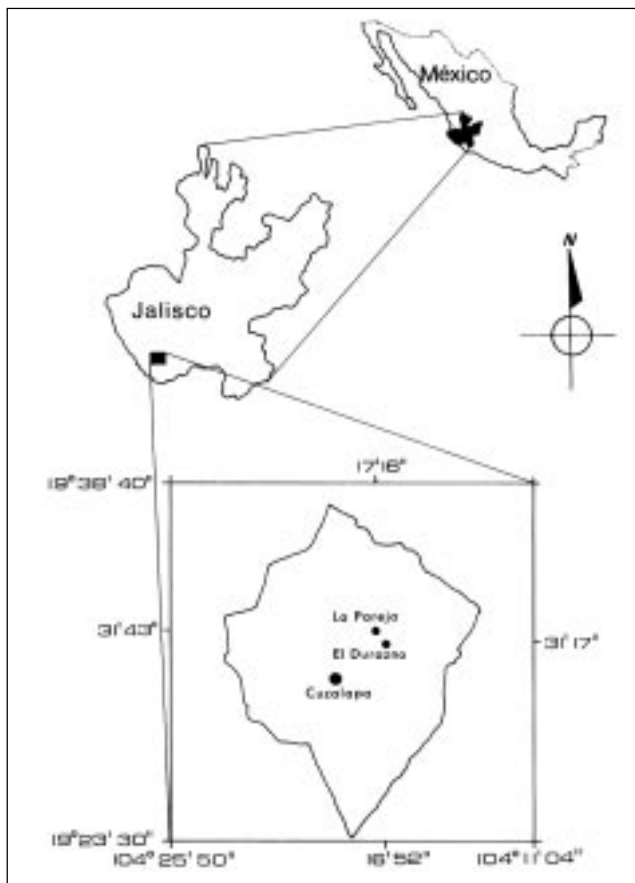 México
N
Jalisco
17'16"
19° 38' 40"
La Pareja
31'43"
31'17"
El Durazno
Cuzalapa
19° 23' 30"
104° 25' 50"
16'52"
104° 11' 04"